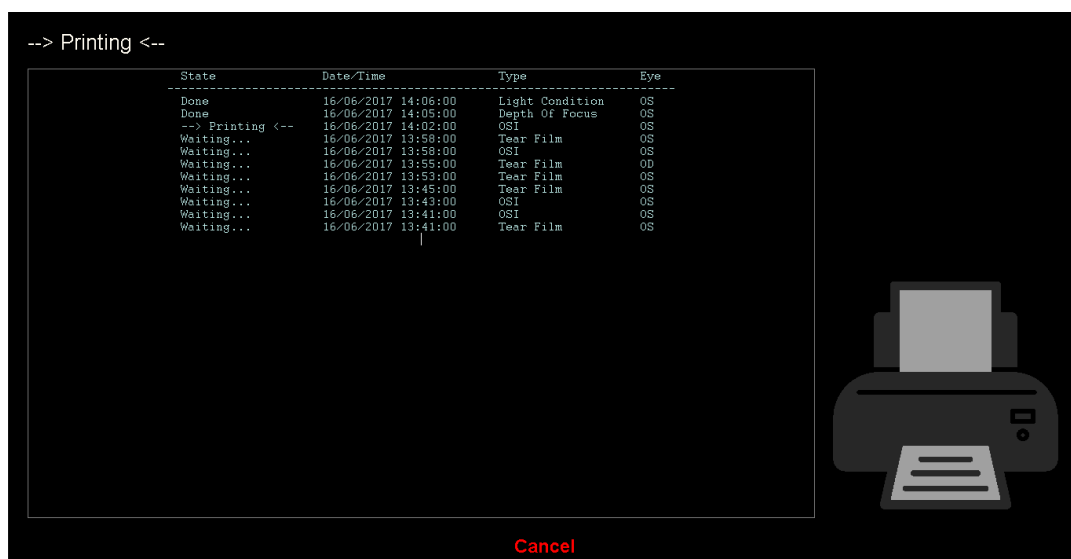 --> Printing <--
State Date/Time Type Eye
--------------------------------------------------------------------
Done 16/06/2017 14:06:00 Light Condition OS
Done 16/06/2017 14:05:00 Depth Of Focus OS
--> Printing <-- 16/06/2017 14:02:00 OSI OS
Waiting... 16/06/2017 13:58:00 Tear Film OS
Waiting... 16/06/2017 13:58:00 OSI OS
Waiting... 16/06/2017 13:55:00 Tear Film OD
Waiting... 16/06/2017 13:53:00 Tear Film OS
Waiting... 16/06/2017 13:45:00 Tear Film OS
Waiting... 16/06/2017 13:43:00 OSI OS
Waiting... 16/06/2017 13:41:00 OSI OS
Waiting... 16/06/2017 13:41:00 Tear Film OS
Cancel